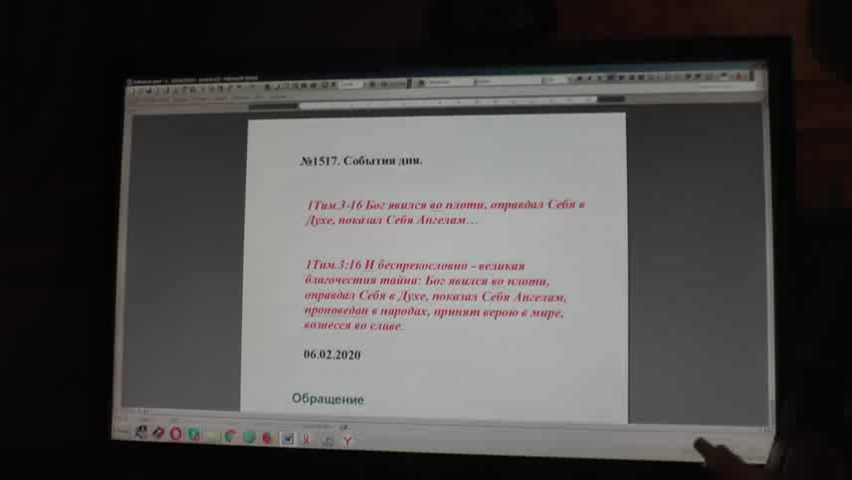 №1517. События дня.
1Тим.3-16 Бог явился во плоти, оправдал Себя в
Духе, показал Себя Ангелам…
1Тим.3:16 И беспрекословно - великая
благочестия тайна: Бог явился во плоти,
оправдал Себя в Духе, показал Себя Ангелам,
проповедан в народах, принят верою в мире,
вознесся во славе.
06.02.2020
Обращение